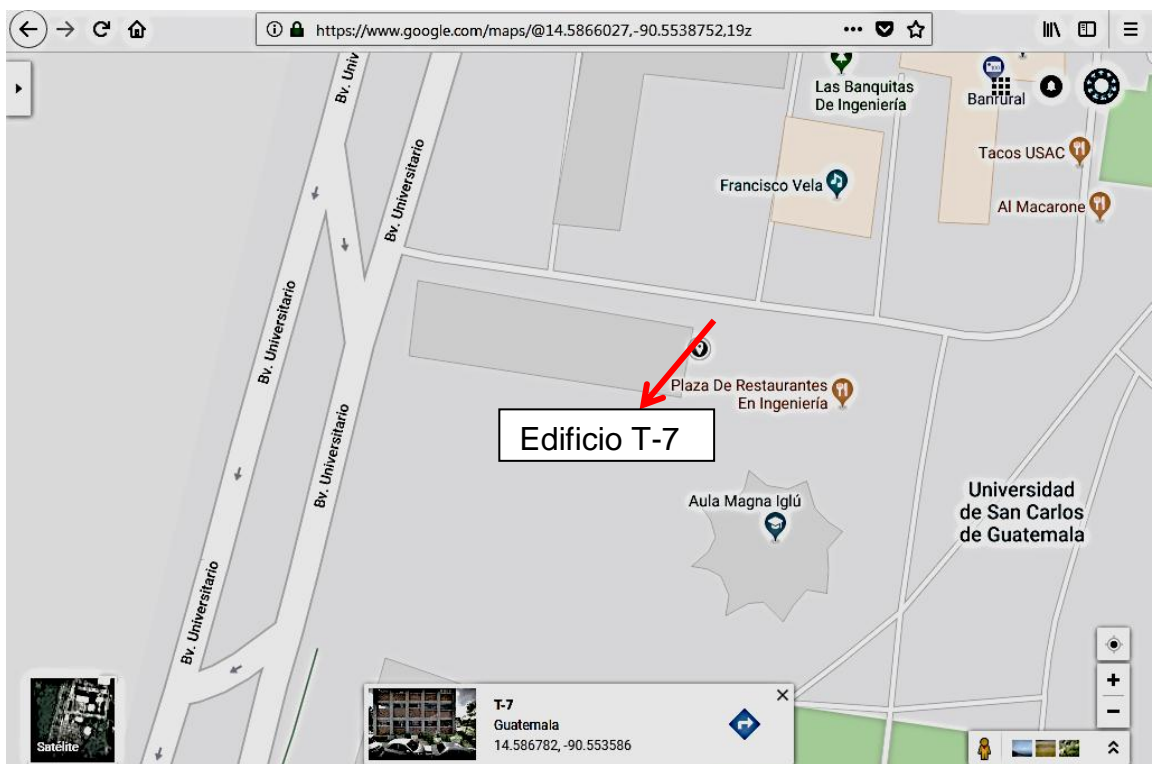 https://www.google.com/maps/@14.5866027,-90.5538752,19z
Bv. Univ
Las Banquitas
De Ingeniería
Banrural
Tacos USAC
Bv. Universitario
Francisco Vela
Al Macarone
Bv. Universitario
Plaza De Restaurantes
En Ingeniería
Edificio T-7
Bv. Universitario
Aula Magna Iglú
Universidad
de San Carlos
de Guatemala
Bv. Universitario
Satélite
T-7
Guatemala
14.586782, -90.553586